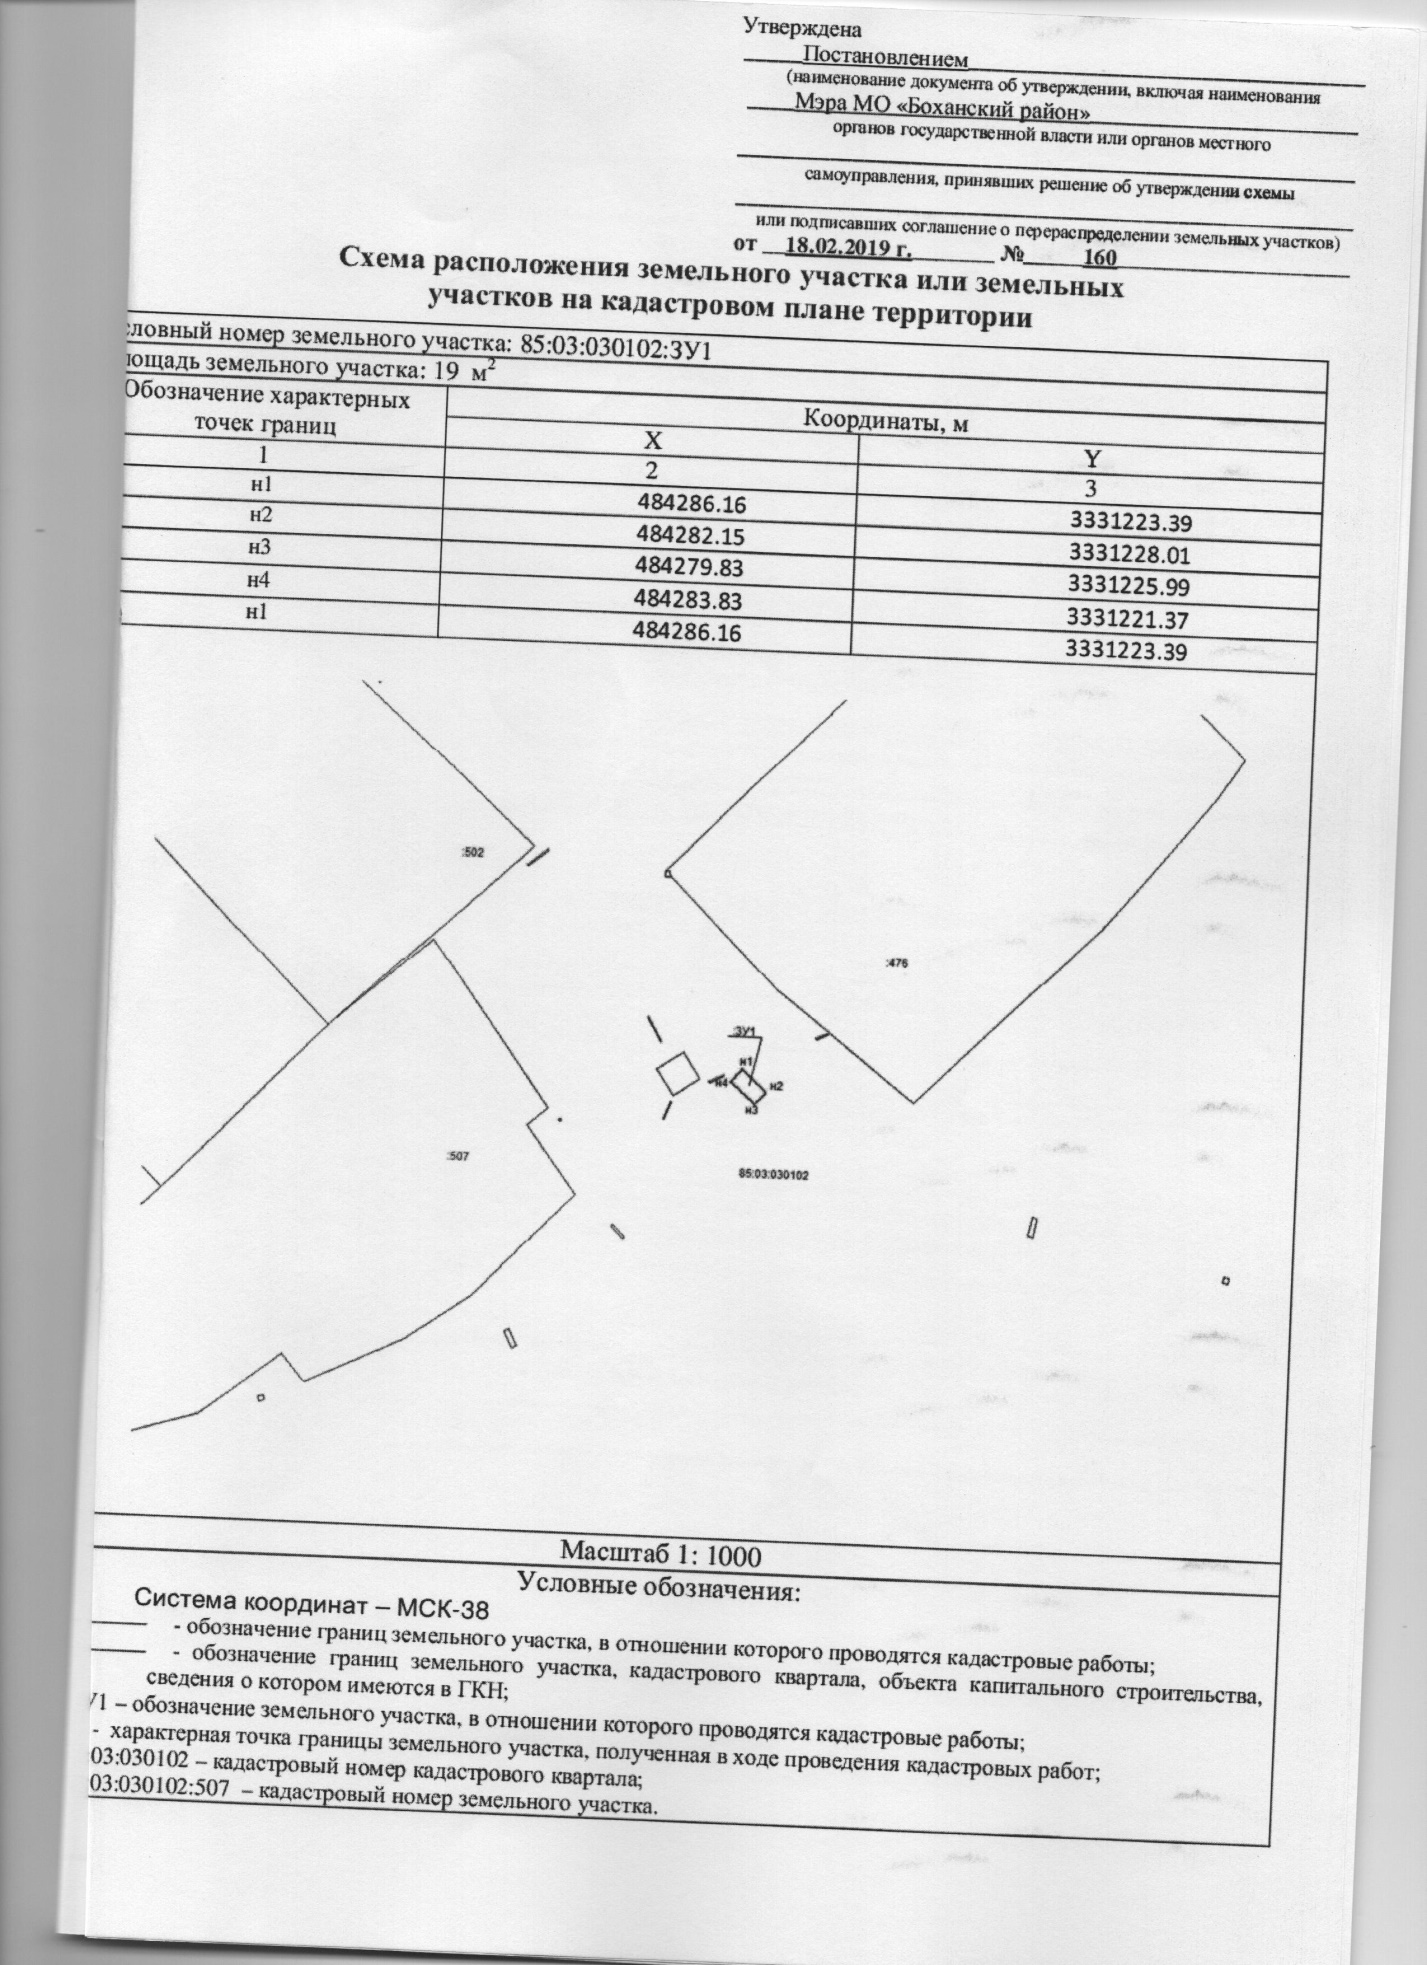 Утверждена
Постановлением
(наименование документа об утверждении, включая наименования
Мэра МО «Боханский район»
органов государственной власти или органов местного
самоуправления, принявших решение об утверждении схемы
или подписавших соглашение о перераспределении земельных участков)
от 18.02.2019 г. № 160
Схема расположения земельного участка или земельных
участков на кадастровом плане территории
словный номер земельного участка: 85:03:030102:ЗУ1
лощадь земельного участка: 19 м²
Обозначение характерных точек границ
Координаты, м
X Y
1 2 3
н1 484286.16 3331223.39
н2 484282.15 3331228.01
н3 484279.83 3331225.99
н4 484283.83 3331221.37
н1 484286.16 3331223.39
:502
:476
:ЗУ1
н1
н4 н2
н3
:507
85:03:030102
Масштаб 1: 1000
Условные обозначения:
Система координат – МСК-38
- обозначение границ земельного участка, в отношении которого проводятся кадастровые работы;
- обозначение границ земельного участка, кадастрового квартала, объекта капитального строительства,
сведения о котором имеются в ГКН;
У1 – обозначение земельного участка, в отношении которого проводятся кадастровые работы;
- характерная точка границы земельного участка, полученная в ходе проведения кадастровых работ;
03:030102 – кадастровый номер кадастрового квартала;
03:030102:507 – кадастровый номер земельного участка.